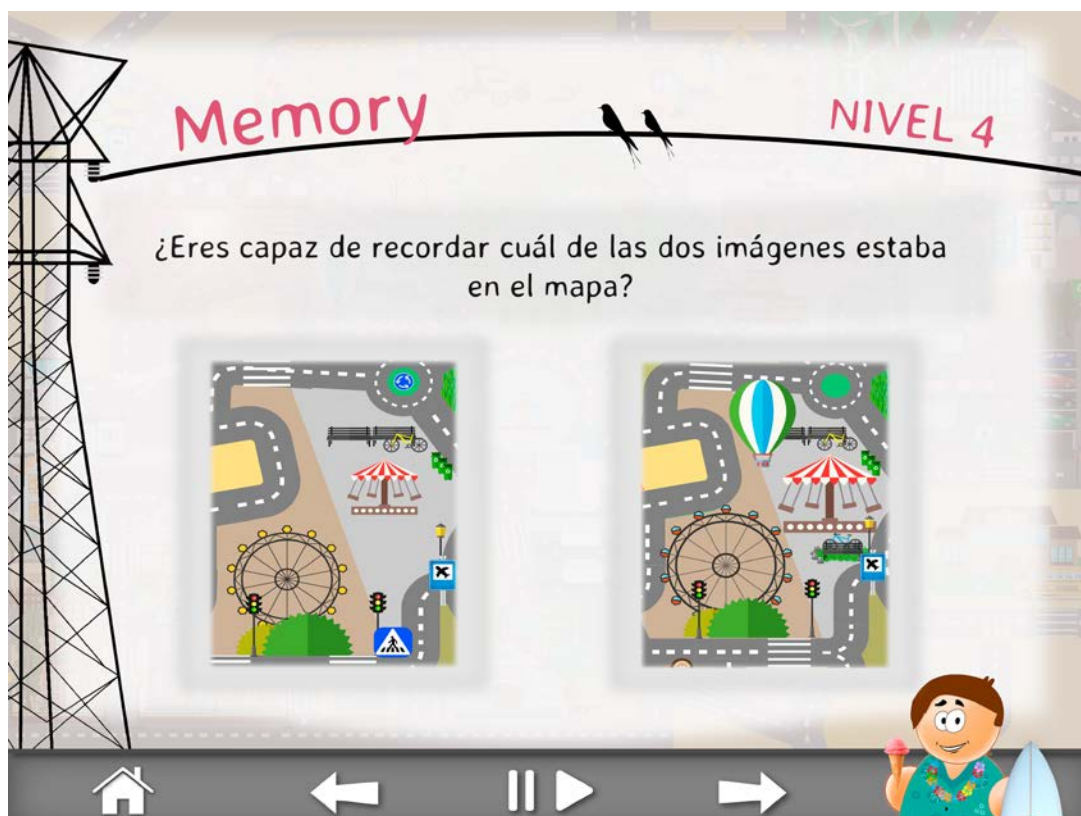 Memory
NIVEL 4
¿Eres capaz de recordar cuál de las dos imágenes estaba
en el mapa?